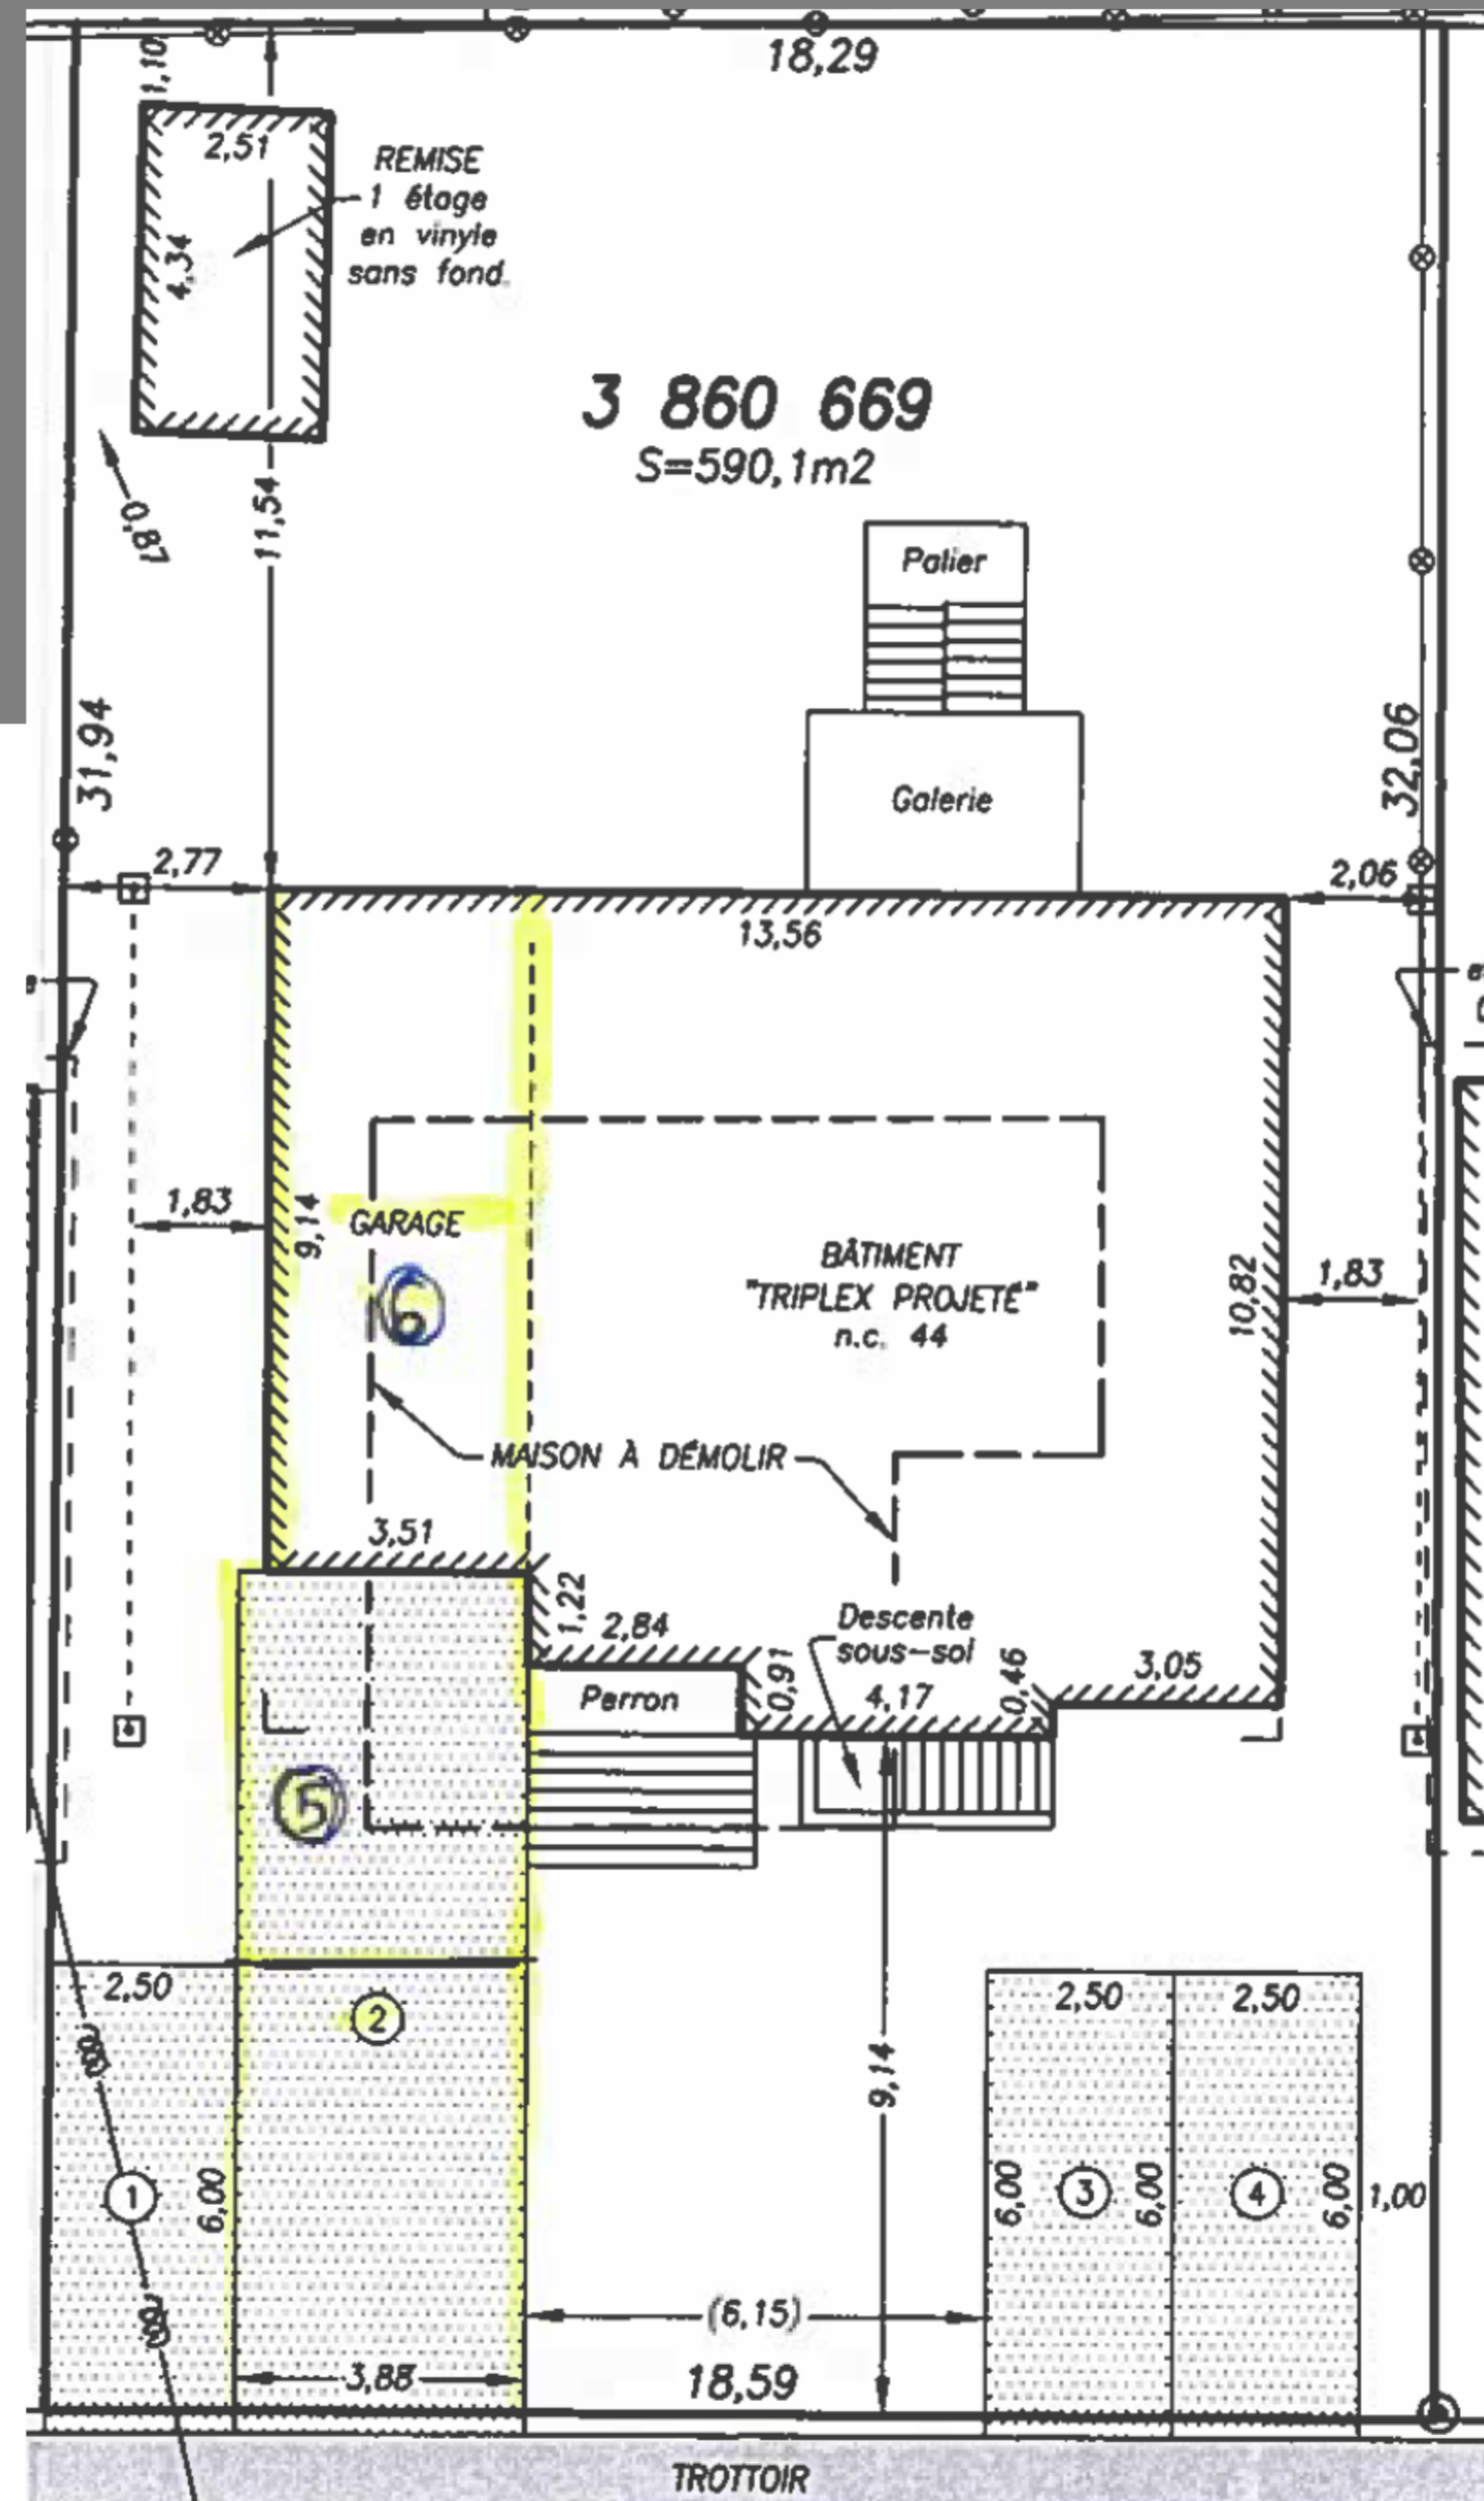 18,29
1,10
2,51
REMISE
1 étage
en vinyle
sans fond.
4,34
3 860 669
S=590,1m2
11,54
0,87
Palier
31,94
32,06
Galerie
2,77
2,06
13,56
1,83
9,14
GARAGE
BÂTIMENT
"TRIPLEX PROJETÉ"
n.c. 44
10,82
1,83
6
MAISON À DÉMOLIR
3,51
1,22
2,84
Descente
sous-sol
0,91
4,17
0,46
3,05
Perron
5
2,50
2
2,50
2,50
9,14
1
6,00
6,00
3
6,00
4
6,00
1,00
(6,15)
3,88
18,59
TROTTOIR